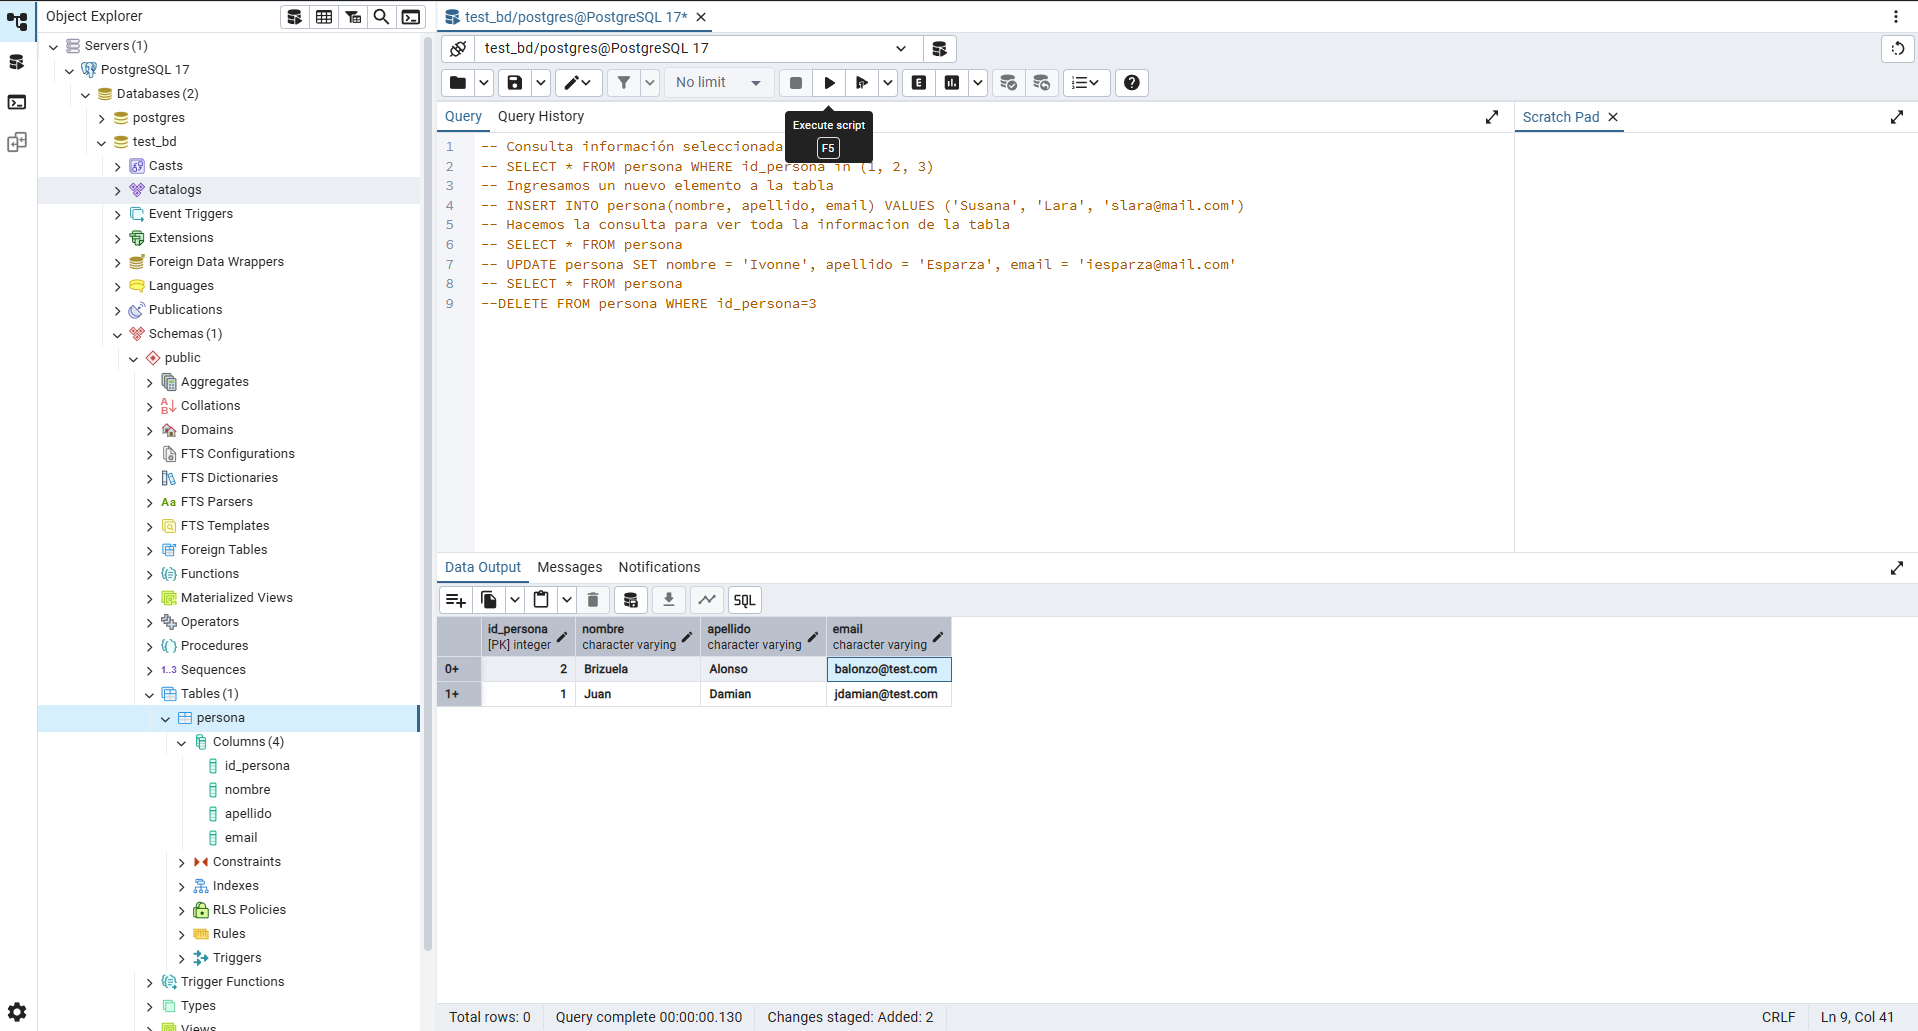 Object Explorer
Servers (1)
PostgreSQL 17
Databases (2)
postgres
test_bd
Casts
Catalogs
Event Triggers
Extensions
Foreign Data Wrappers
Languages
Publications
Schemas (1)
public
Aggregates
Collations
Domains
FTS Configurations
FTS Dictionaries
Aa FTS Parsers
FTS Templates
Foreign Tables
Functions
Materialized Views
Operators
Procedures
1..3 Sequences
Tables (1)
persona
Columns (4)
id_persona
nombre
apellido
email
Constraints
Indexes
RLS Policies
Rules
Triggers
Trigger Functions
Types
Views
test_bd/postgres@PostgreSQL 17*
test_bd/postgres@PostgreSQL 17
No limit
E
Query
Query History
Execute script
F5
Scratch Pad
1 -- Consulta información seleccionada
2 -- SELECT * FROM persona WHERE id_persona in (1, 2, 3)
3 -- Ingresamos un nuevo elemento a la tabla
4 -- INSERT INTO persona(nombre, apellido, email) VALUES ('Susana', 'Lara', 'slara@mail.com')
5 -- Hacemos la consulta para ver toda la informacion de la tabla
6 -- SELECT * FROM persona
7 -- UPDATE persona SET nombre = 'Ivonne', apellido = 'Esparza', email = 'iesparza@mail.com'
8 -- SELECT * FROM persona
9 --DELETE FROM persona WHERE id_persona=3
Data Output
Messages
Notifications
SQL
id_persona nombre apellido email
[PK] integer character varying character varying character varying
0+ 2 Brizuela Alonso balonzo@test.com
1+ 1 Juan Damian jdamian@test.com
Total rows: 0
Query complete 00:00:00.130
Changes staged: Added: 2
CRLF
Ln 9, Col 41